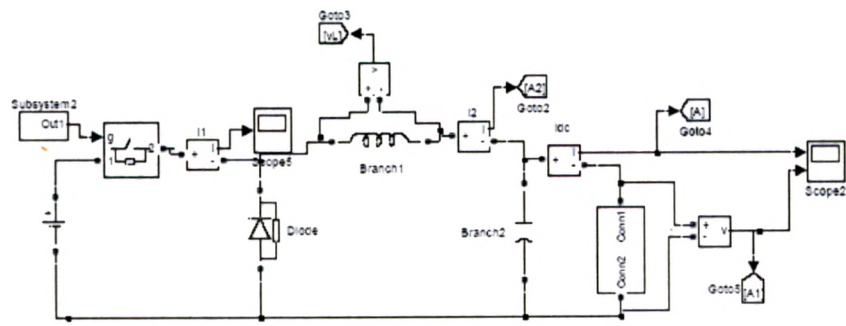 Goto3
[vL]
v
+ -
Subsystem2
Out1
g
1
2
I1
+
-
i
Scope5
Branch1
I2
+
-
i
[A2]
Goto2
Idc
+
-
i
[A]
Goto4
Scope2
+
Diode
Branch2
Conn1
Conn2
+
-
v
Goto5
[A1]